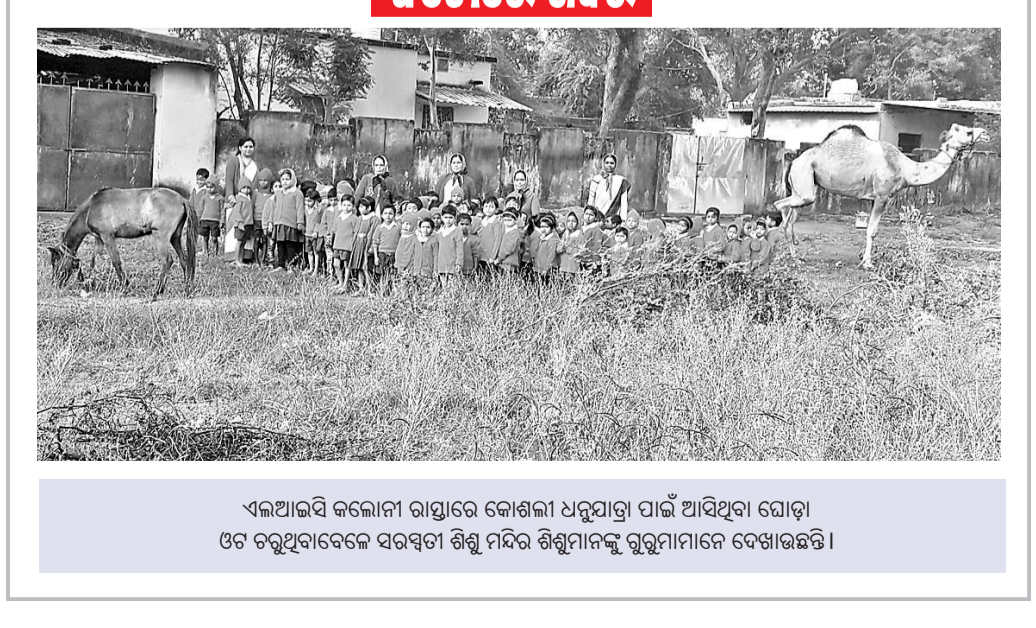 ଏଲଆଇସି କଲୋନୀ ରାସ୍ତାରେ କୋଶଲୀ ଧନୁଯାତ୍ରା ପାଇଁ ଆସିଥିବା ଘୋଡ଼ା
ଓଟ ଚରୁଥିବାବେଳେ ସରସ୍ୱତୀ ଶିଶୁ ମନ୍ଦିର ଶିଶୁମାନଙ୍କୁ ଗୁରୁମାମାନେ ଦେଖାଉଛନ୍ତି।